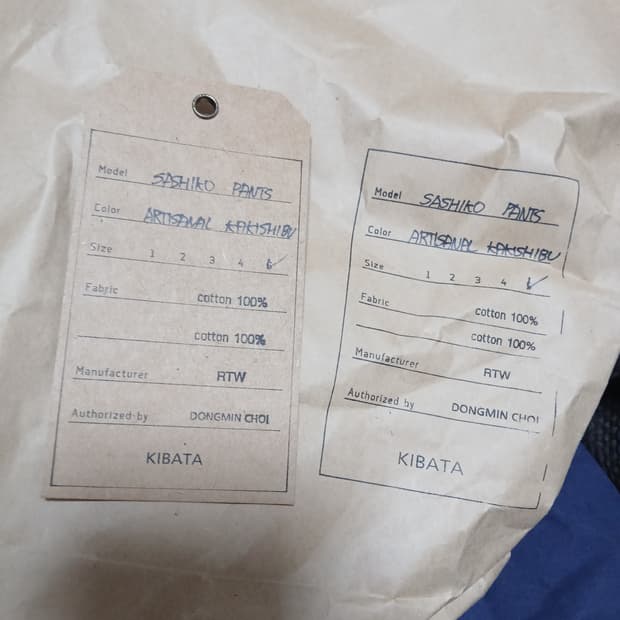 Model SASHIKO PANTS
Color ARTISANAL KAKISHIBU
Size 1 2 3 4
Fabric cotton 100%
cotton 100%
Manufacturer RTW
Authorized by DONGMIN CHOI
KIBATA
Model SASHIKO PANTS
Color ARTISANAL KAKISHIBU
Size 1 2 3 4
Fabric cotton 100%
cotton 100%
Manufacturer RTW
Authorized by DONGMIN CHOI
KIBATA